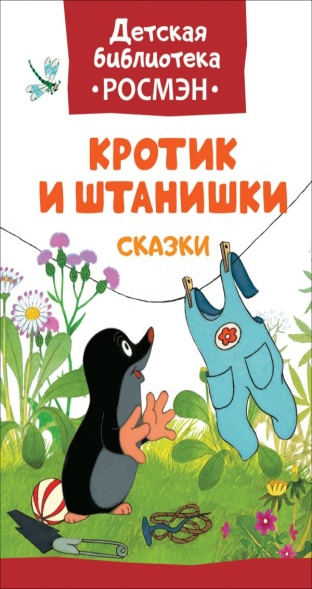 Детская
библиотека
•РОСМЭН•
КРОТИК
И ШТАНИШКИ
СКАЗКИ